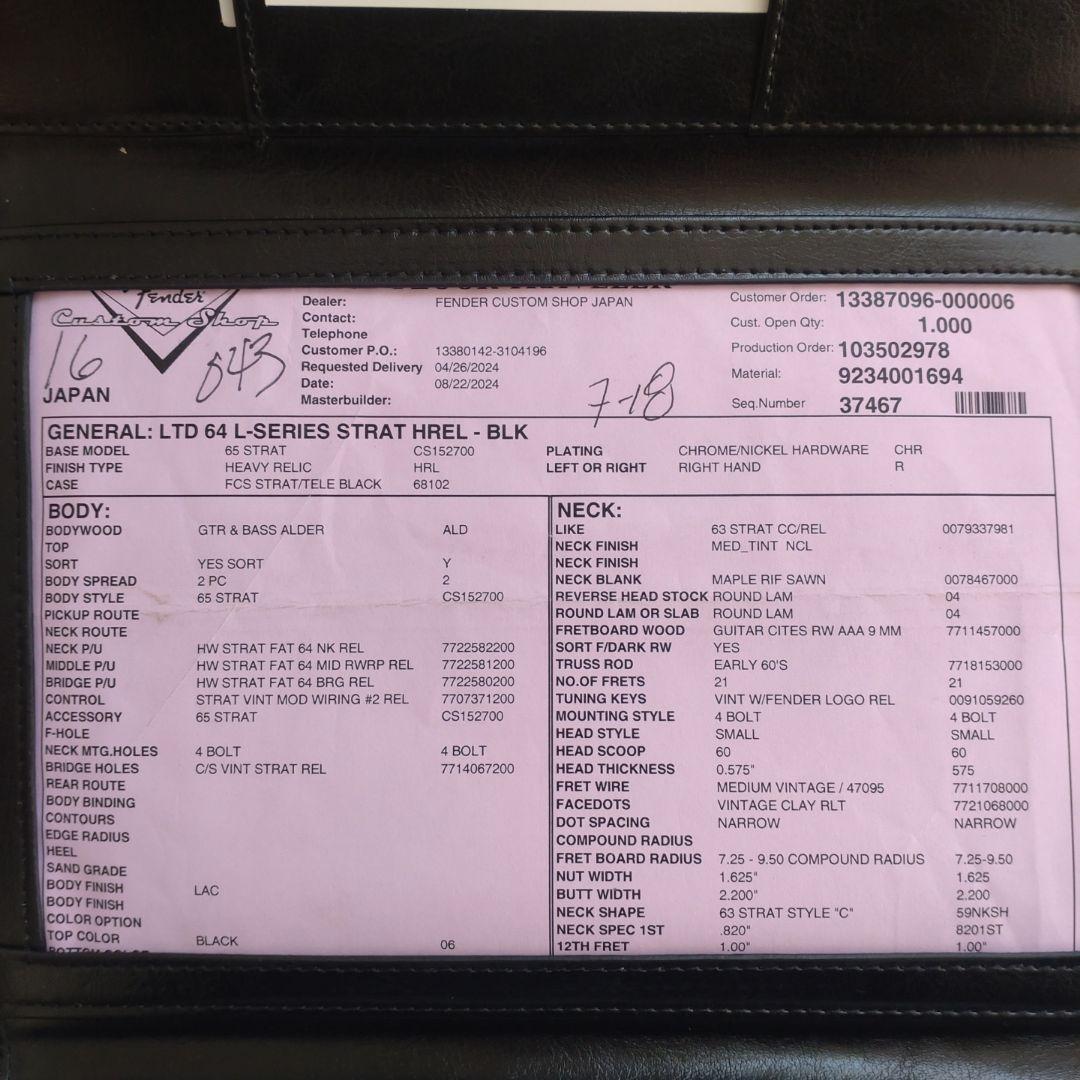 Fender
Custom Shop
16
843
JAPAN
Dealer: FENDER CUSTOM SHOP JAPAN
Contact:
Telephone
Customer P.O.: 13380142-3104196
Requested Delivery 04/26/2024
Date: 08/22/2024
Masterbuilder:
7-18
Customer Order: 13387096-000006
Cust. Open Qty: 1.000
Production Order: 103502978
Material: 9234001694
Seq.Number 37467
GENERAL: LTD 64 L-SERIES STRAT HREL - BLK
BASE MODEL 65 STRAT CS152700 PLATING CHROME/NICKEL HARDWARE CHR
FINISH TYPE HEAVY RELIC HRL LEFT OR RIGHT RIGHT HAND R
CASE FCS STRAT/TELE BLACK 68102
BODY:
BODYWOOD GTR & BASS ALDER ALD
TOP
SORT YES SORT Y
BODY SPREAD 2 PC 2
BODY STYLE 65 STRAT CS152700
PICKUP ROUTE
NECK ROUTE
NECK P/U HW STRAT FAT 64 NK REL 7722582200
MIDDLE P/U HW STRAT FAT 64 MID RWRP REL 7722581200
BRIDGE P/U HW STRAT FAT 64 BRG REL 7722580200
CONTROL STRAT VINT MOD WIRING #2 REL 7707371200
ACCESSORY 65 STRAT CS152700
F-HOLE
NECK MTG.HOLES 4 BOLT 4 BOLT
BRIDGE HOLES C/S VINT STRAT REL 7714067200
REAR ROUTE
BODY BINDING
CONTOURS
EDGE RADIUS
HEEL
SAND GRADE
BODY FINISH LAC
BODY FINISH
COLOR OPTION
TOP COLOR BLACK 06
NECK:
LIKE 63 STRAT CC/REL 0079337981
NECK FINISH MED_TINT NCL
NECK FINISH
NECK BLANK MAPLE RIF SAWN 0078467000
REVERSE HEAD STOCK ROUND LAM 04
ROUND LAM OR SLAB ROUND LAM 04
FRETBOARD WOOD GUITAR CITES RW AAA 9 MM 7711457000
SORT F/DARK RW YES
TRUSS ROD EARLY 60'S 7718153000
NO.OF FRETS 21 21
TUNING KEYS VINT W/FENDER LOGO REL 0091059260
MOUNTING STYLE 4 BOLT 4 BOLT
HEAD STYLE SMALL SMALL
HEAD SCOOP 60 60
HEAD THICKNESS 0.575" 575
FRET WIRE MEDIUM VINTAGE / 47095 7711708000
FACEDOTS VINTAGE CLAY RLT 7721068000
DOT SPACING NARROW NARROW
COMPOUND RADIUS
FRET BOARD RADIUS 7.25 - 9.50 COMPOUND RADIUS 7.25-9.50
NUT WIDTH 1.625" 1.625
BUTT WIDTH 2.200" 2.200
NECK SHAPE 63 STRAT STYLE "C" 59NKSH
NECK SPEC 1ST .820" 8201ST
12TH FRET 1.00" 1.00"